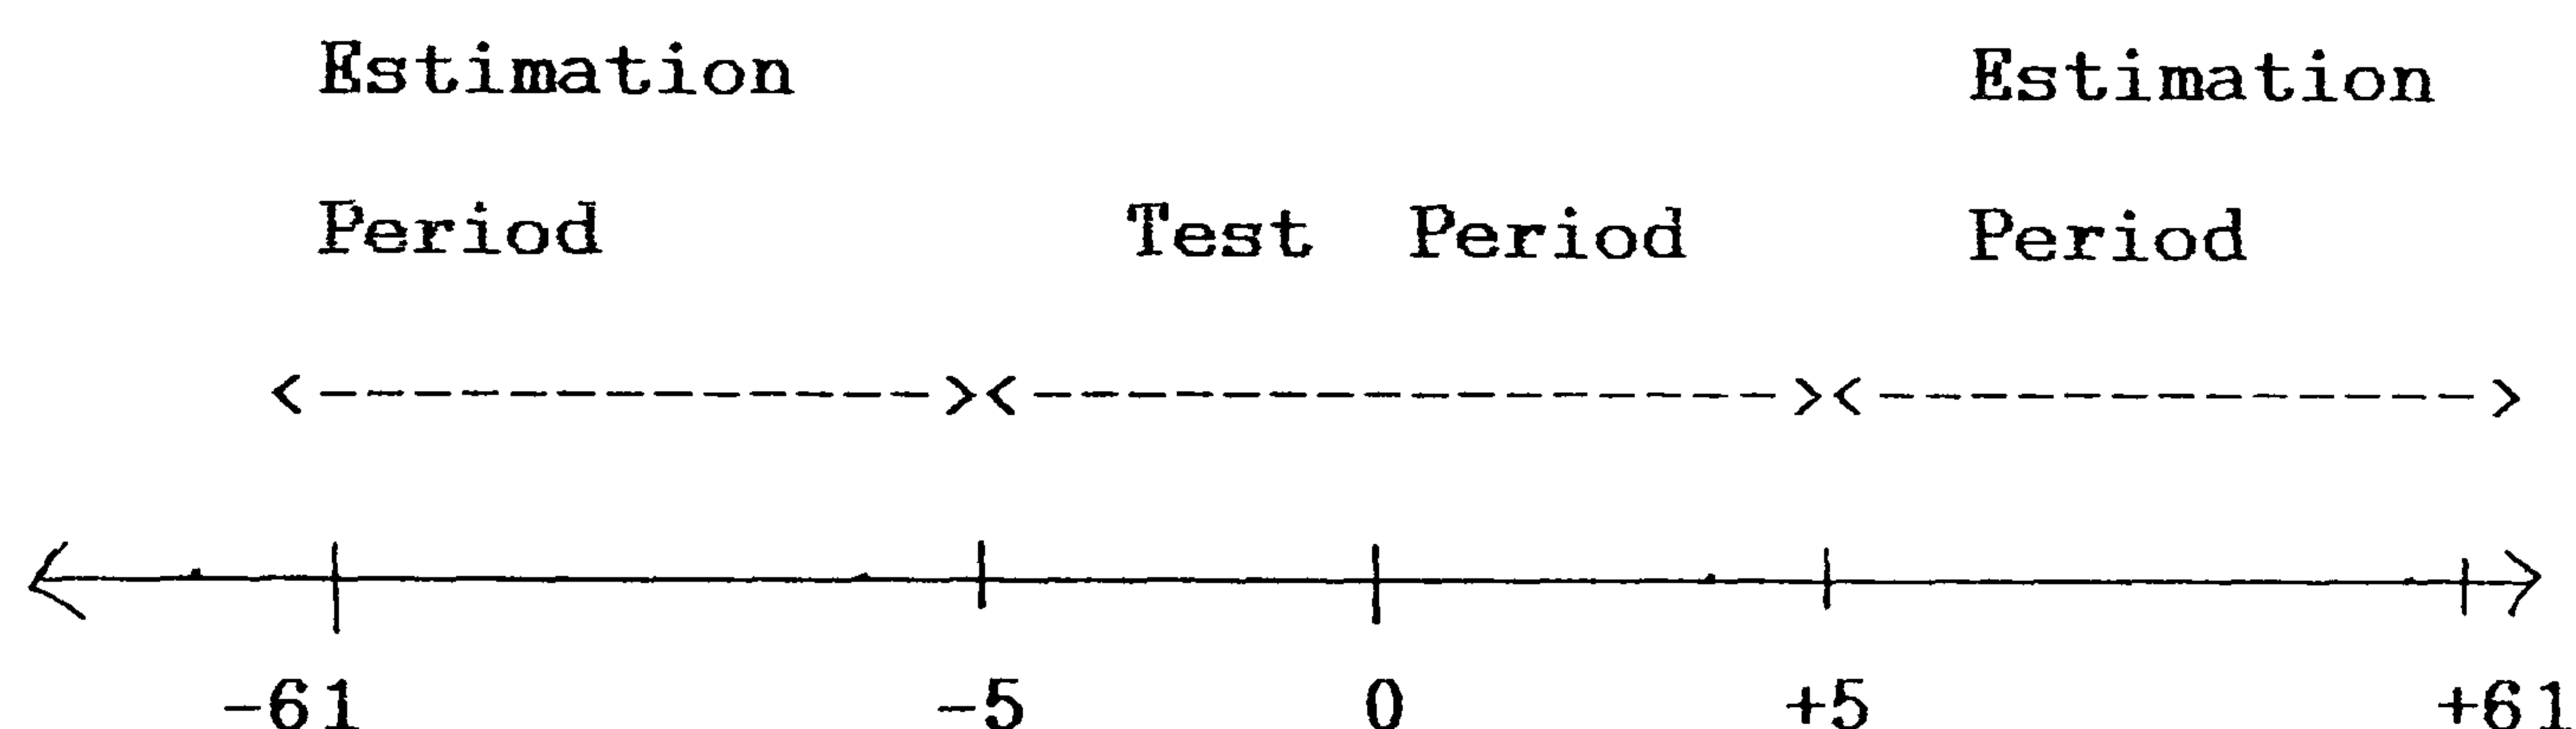 Estimation Estimation
Period Test Period Period
<--------------><----------------><------------->
-61 -5 0 +5 +61